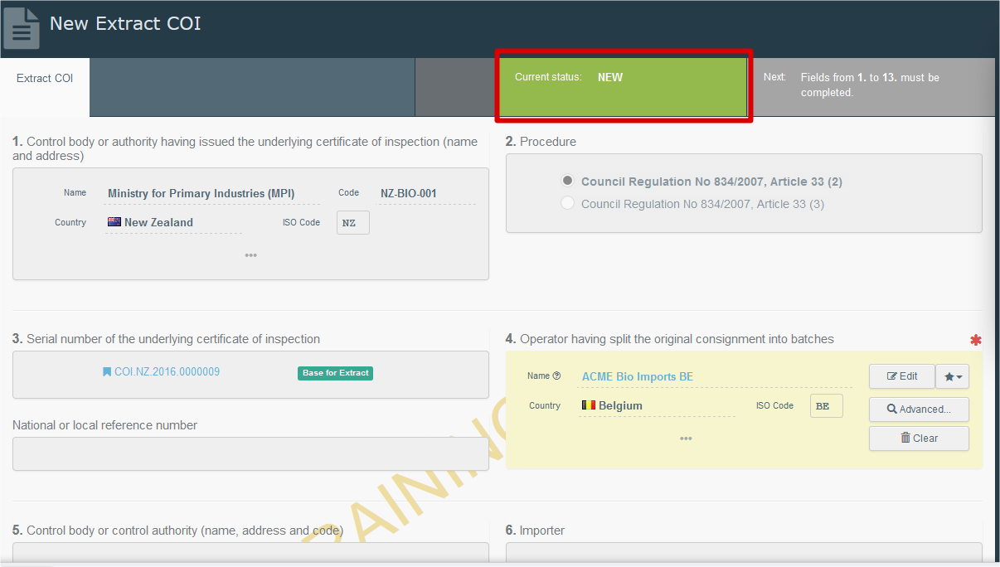 New Extract COI
Extract COI
Current status: NEW
Next: Fields from 1. to 13. must be
completed.
1. Control body or authority having issued the underlying certificate of inspection (name
and address)
Name Ministry for Primary Industries (MPI) Code NZ-BIO-001
Country New Zealand ISO Code NZ
•••
2. Procedure
Council Regulation No 834/2007, Article 33 (2)
Council Regulation No 834/2007, Article 33 (3)
3. Serial number of the underlying certificate of inspection
COI.NZ.2016.0000009 Base for Extract
National or local reference number
4. Operator having split the original consignment into batches *
Name ACME Bio Imports BE Edit
Country Belgium ISO Code BE Advanced...
••• Clear
RAINING
5. Control body or control authority (name, address and code)
6. Importer